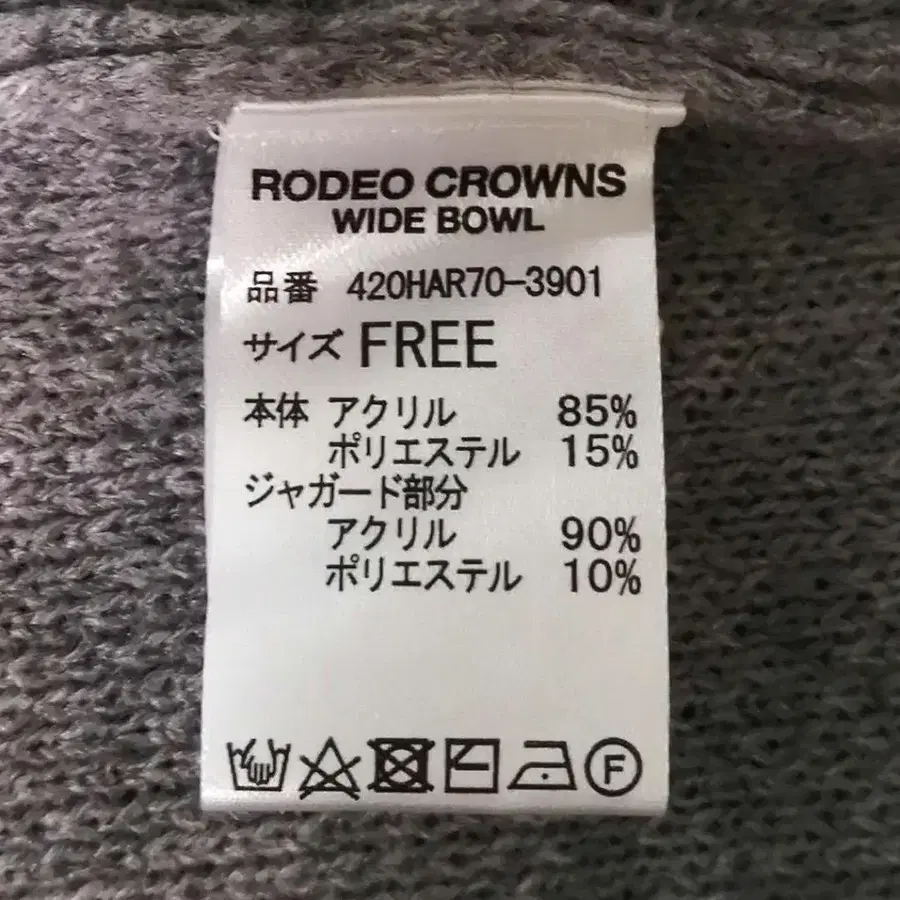 RODEO CROWNS
WIDE BOWL
品番 420HAR70-3901
サイズ FREE
本体 アクリル 85%
ポリエステル 15%
ジャガード部分
アクリル 90%
ポリエステル 10%
F